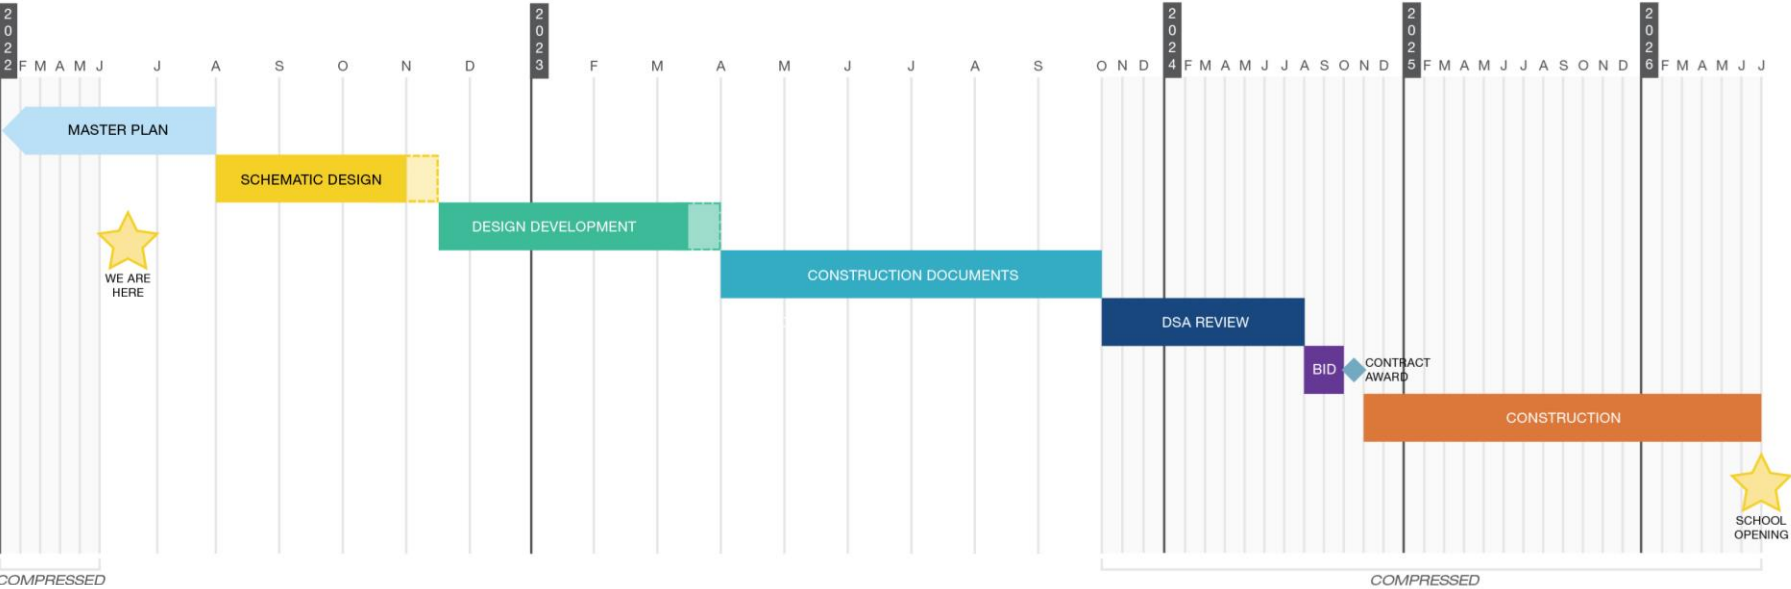 2022 F M A M J J A S O N D 2023 F M A M J J A S O N D 2024 F M A M J J A S O N D 2025 F M A M J J A S O N D 2026 F M A M J J
MASTER PLAN
SCHEMATIC DESIGN
DESIGN DEVELOPMENT
WE ARE
HERE
CONSTRUCTION DOCUMENTS
DSA REVIEW
BID
CONTRACT
AWARD
CONSTRUCTION
SCHOOL
OPENING
COMPRESSED
COMPRESSED